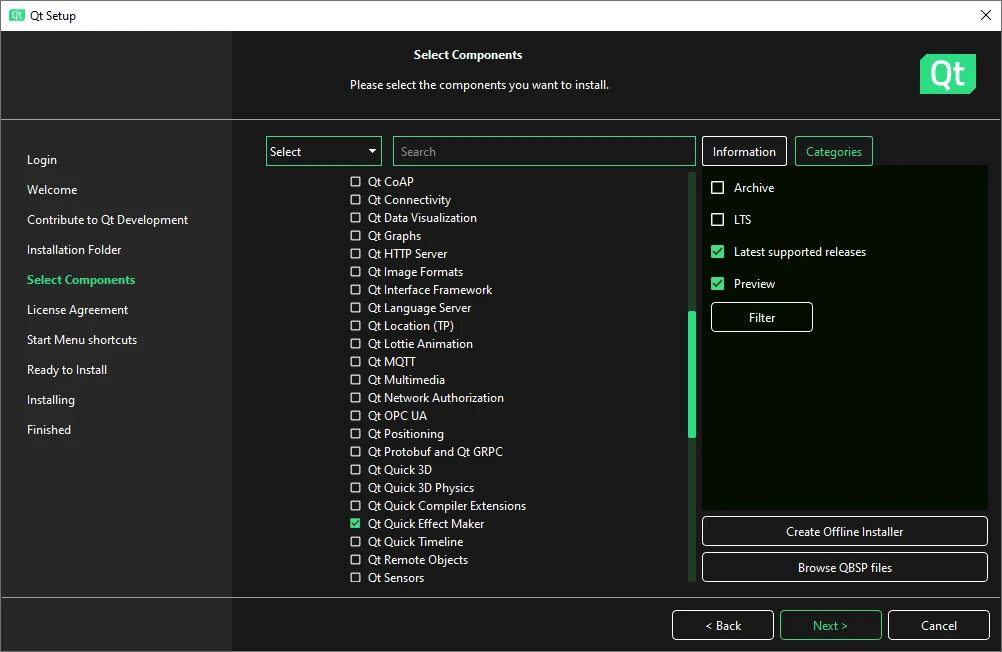 Qt Qt Setup
Select Components
Please select the components you want to install.
Qt
Login
Welcome
Contribute to Qt Development
Installation Folder
Select Components
License Agreement
Start Menu shortcuts
Ready to Install
Installing
Finished
Select
Search
Qt CoAP
Qt Connectivity
Qt Data Visualization
Qt Graphs
Qt HTTP Server
Qt Image Formats
Qt Interface Framework
Qt Language Server
Qt Location (TP)
Qt Lottie Animation
Qt MQTT
Qt Multimedia
Qt Network Authorization
Qt OPC UA
Qt Positioning
Qt Protobuf and Qt GRPC
Qt Quick 3D
Qt Quick 3D Physics
Qt Quick Compiler Extensions
Qt Quick Effect Maker
Qt Quick Timeline
Qt Remote Objects
Qt Sensors
Information
Categories
Archive
LTS
Latest supported releases
Preview
Filter
Create Offline Installer
Browse QBSP files
< Back
Next >
Cancel